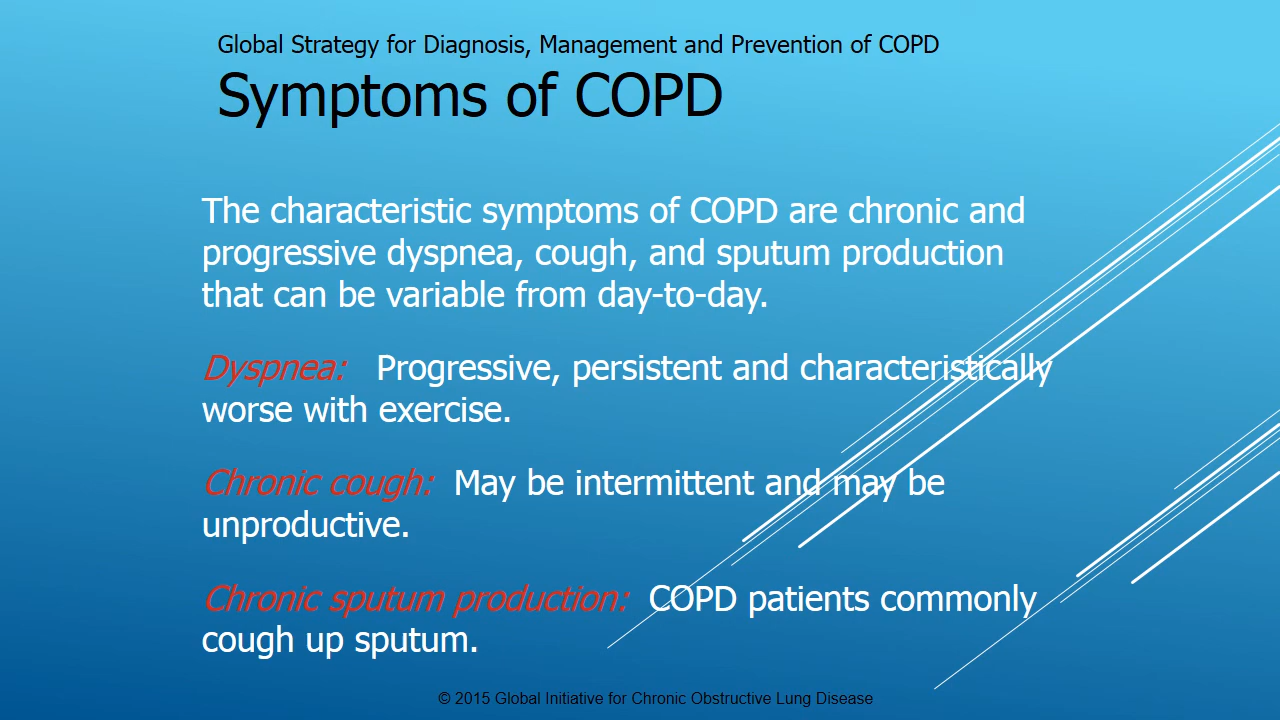 Global Strategy for Diagnosis, Management and Prevention of COPD
Symptoms of COPD
The characteristic symptoms of COPD are chronic and
progressive dyspnea, cough, and sputum production
that can be variable from day-to-day.
Dyspnea: Progressive, persistent and characteristically
worse with exercise.
Chronic cough: May be intermittent and may be
unproductive.
Chronic sputum production: COPD patients commonly
cough up sputum.
© 2015 Global Initiative for Chronic Obstructive Lung Disease